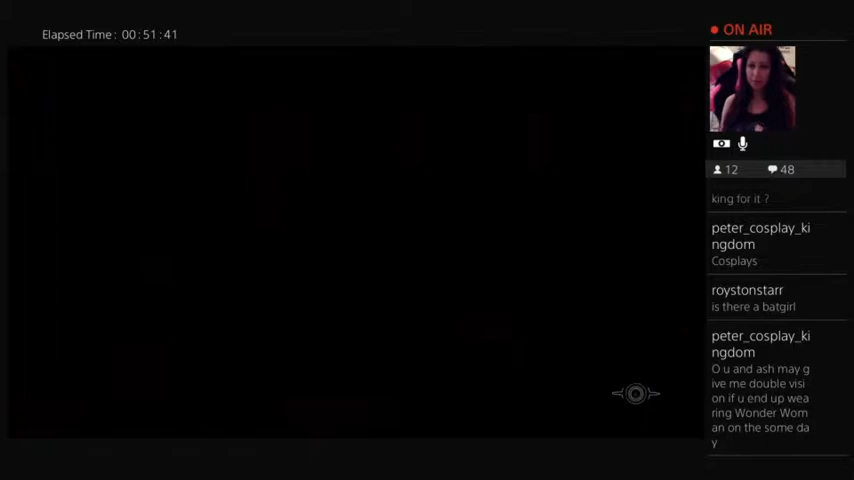 Elapsed Time: 00:51:41
ON AIR
12 48
king for it ?
peter_cosplay_ki
ngdom
Cosplays
roystonstarr
is there a batgirl
peter_cosplay_ki
ngdom
O u and ash may g
ive me double visi
on if u end up wea
ring Wonder Wom
an on the some da
y